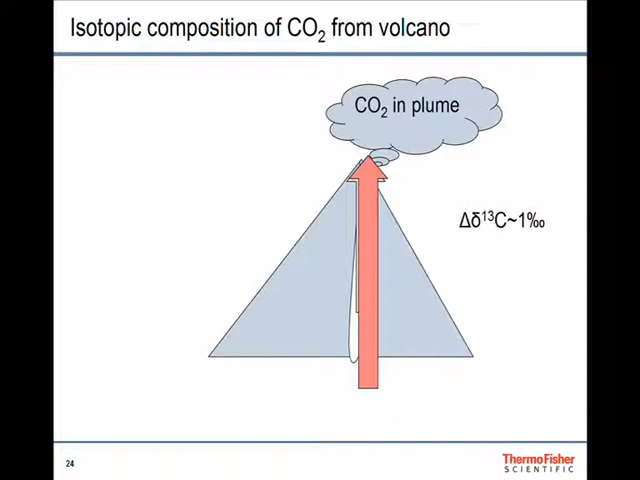 Isotopic composition of CO₂ from volcano
CO₂ in plume
Δδ¹³C~1‰
24
ThermoFisher
SCIENTIFIC